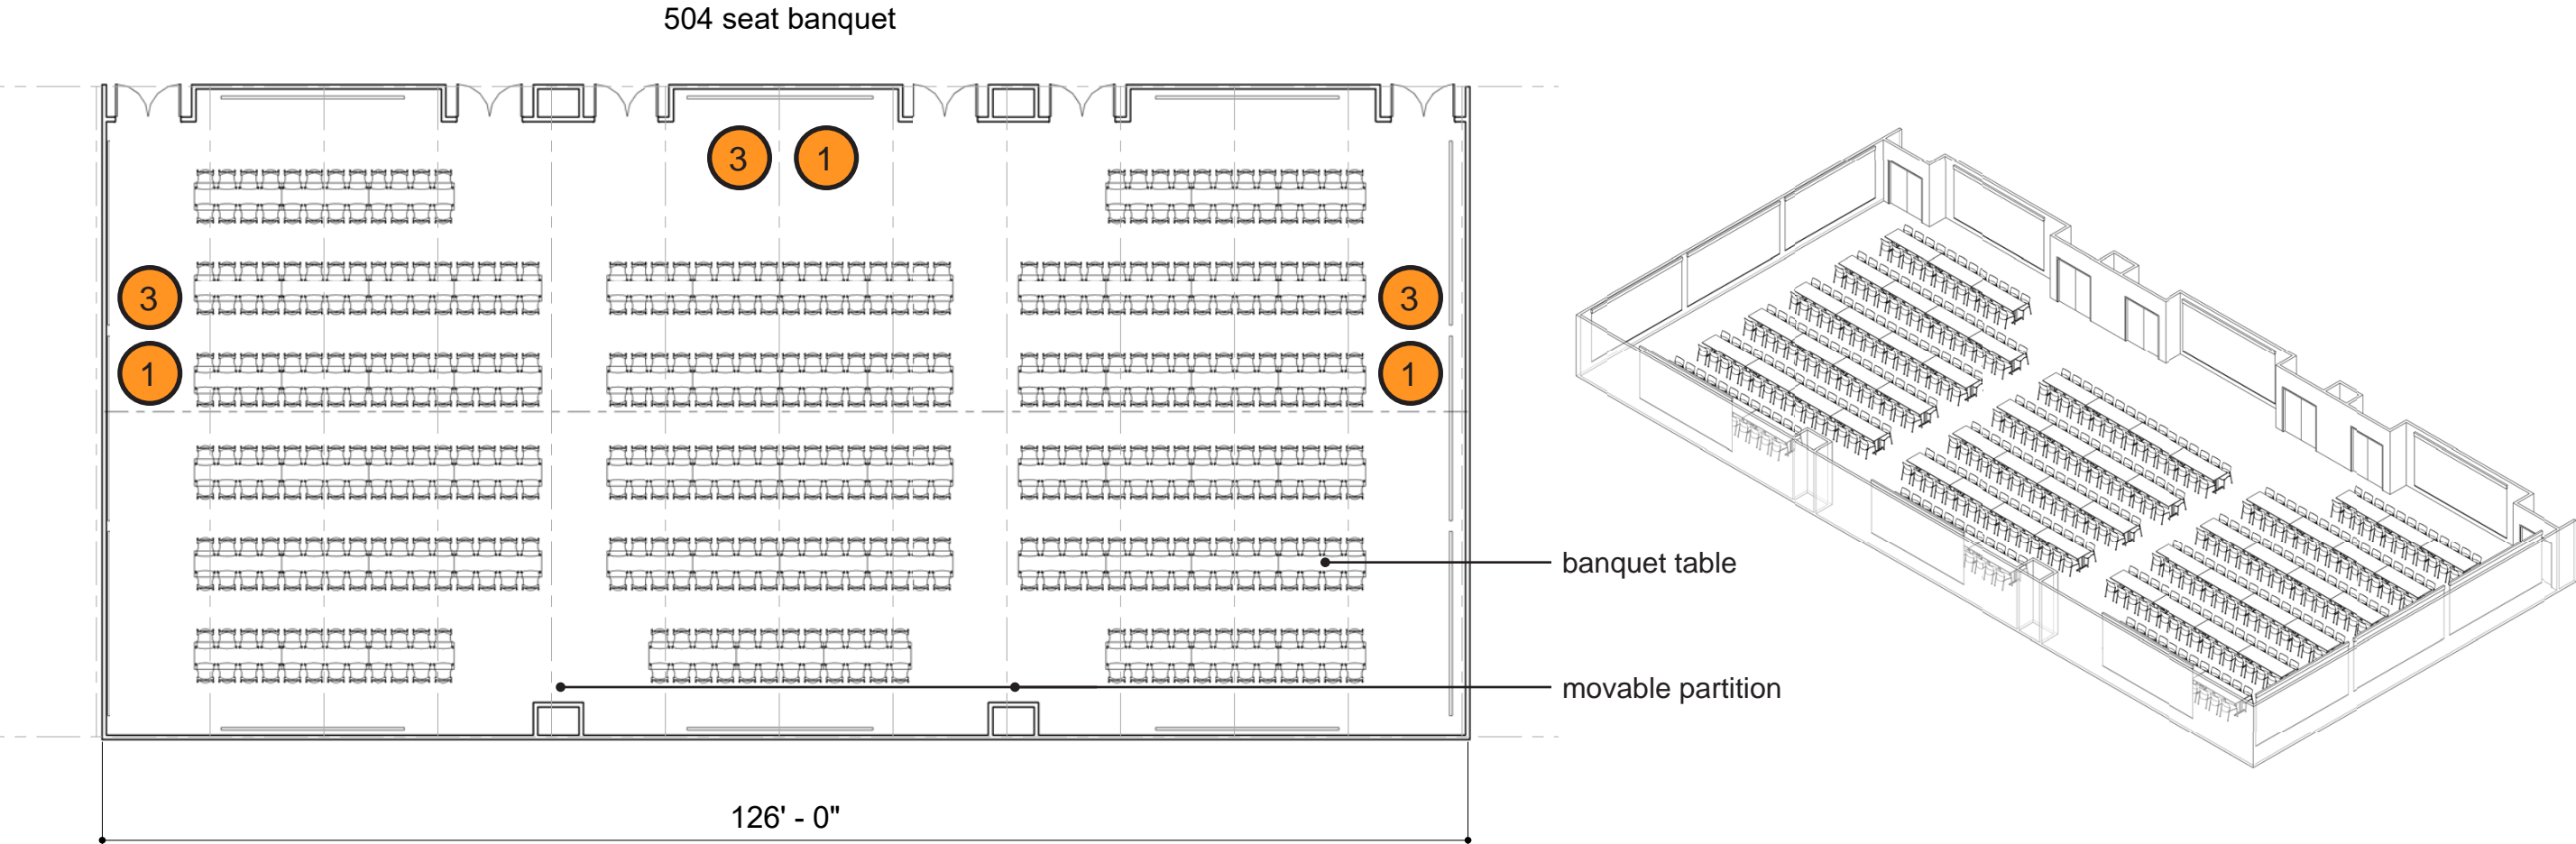 504 seat banquet
3 1
3
1
3
1
banquet table
movable partition
126' - 0"